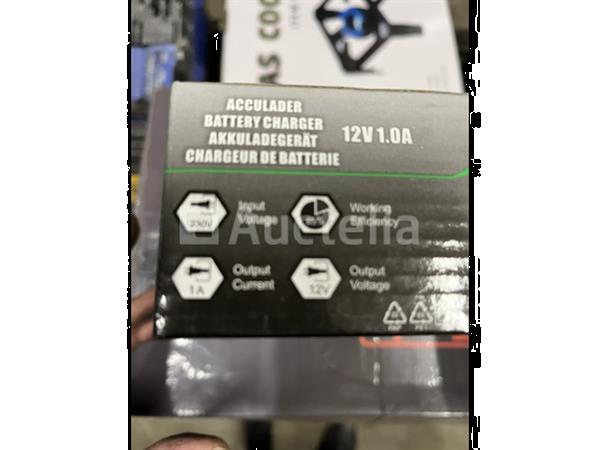 AS COO
ACCULADER
BATTERY CHARGER
AKKULADEGERÄT
CHARGEUR DE BATTERIE
12V 1.0A
Input
Voltage
230V
Working
Efficiency
85%
Auctelia
Output
Current
1A
Output
Voltage
12V